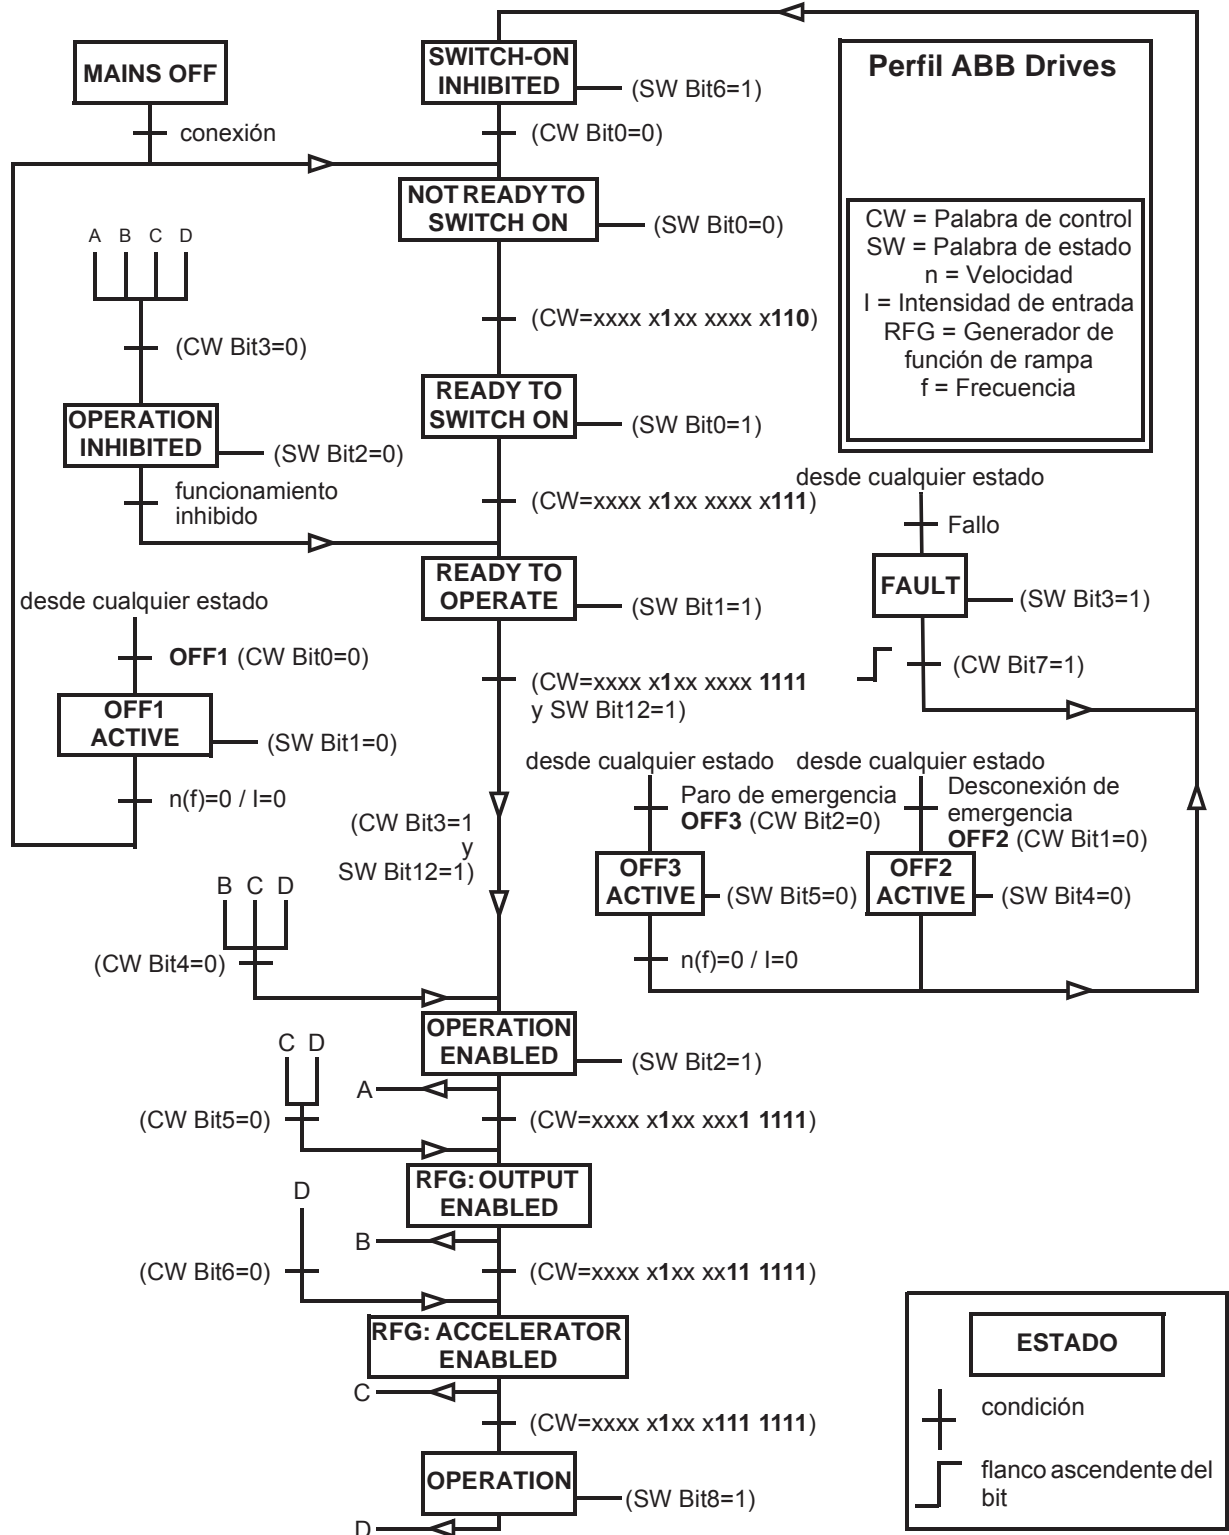 MAINS OFF
conexión
SWITCH-ON
INHIBITED
(SW Bit6=1)
(CW Bit0=0)
Perfil ABB Drives
CW = Palabra de control
SW = Palabra de estado
n = Velocidad
I = Intensidad de entrada
RFG = Generador de
función de rampa
f = Frecuencia
NOT READY TO
SWITCH ON
(SW Bit0=0)
A B C D
(CW Bit3=0)
(CW=xxxx x1xx xxxx x110)
OPERATION
INHIBITED
(SW Bit2=0)
funcionamiento
inhibido
READY TO
SWITCH ON
(SW Bit0=1)
(CW=xxxx x1xx xxxx x111)
desde cualquier estado
Fallo
FAULT
(SW Bit3=1)
(CW Bit7=1)
READY TO
OPERATE
(SW Bit1=1)
(CW=xxxx x1xx xxxx 1111
y SW Bit12=1)
desde cualquier estado
OFF1 (CW Bit0=0)
OFF1
ACTIVE
(SW Bit1=0)
n(f)=0 / I=0
(CW Bit3=1
y
SW Bit12=1)
desde cualquier estado
Paro de emergencia
OFF3 (CW Bit2=0)
OFF3
ACTIVE
(SW Bit5=0)
n(f)=0 / I=0
desde cualquier estado
Desconexión de
emergencia
OFF2 (CW Bit1=0)
OFF2
ACTIVE
(SW Bit4=0)
B C D
(CW Bit4=0)
OPERATION
ENABLED
(SW Bit2=1)
A
(CW=xxxx x1xx xxx1 1111)
C D
(CW Bit5=0)
RFG: OUTPUT
ENABLED
B
(CW=xxxx x1xx xx11 1111)
D
(CW Bit6=0)
RFG: ACCELERATOR
ENABLED
C
(CW=xxxx x1xx x111 1111)
OPERATION
(SW Bit8=1)
D
ESTADO
condición
flanco ascendente del
bit